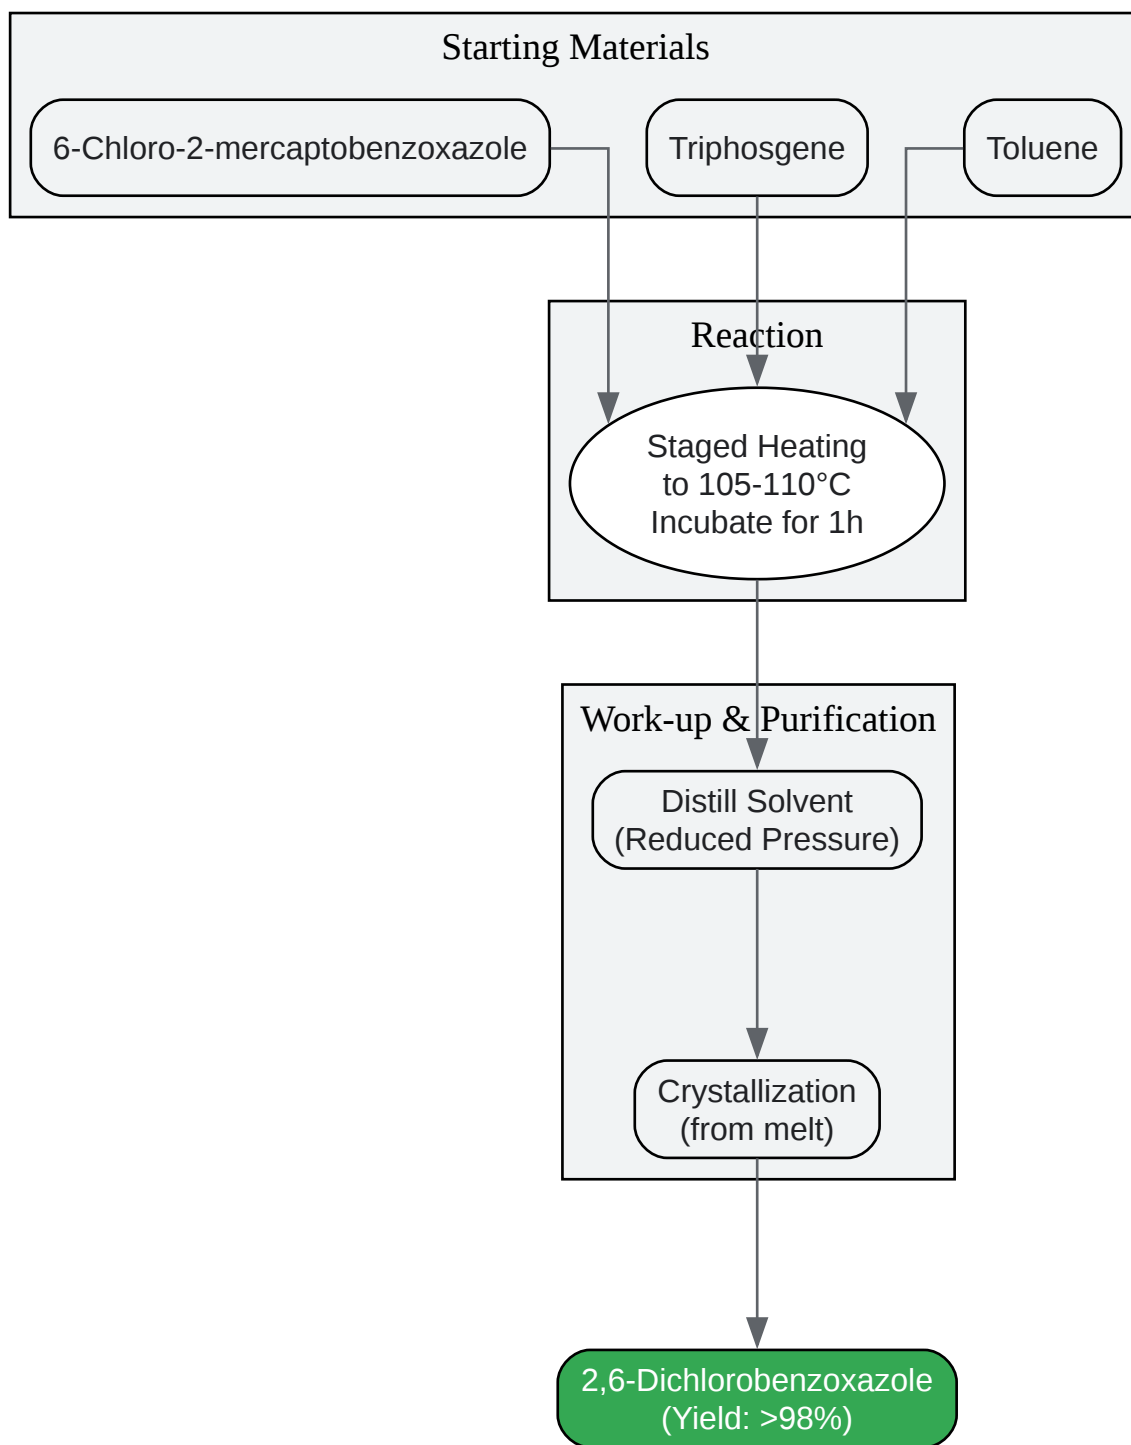 Starting Materials
6-Chloro-2-mercaptobenzoxazole
Triphosgene
Toluene
Reaction
Staged Heating
to 105-110°C
Incubate for 1h
Work-up & Purification
Distill Solvent
(Reduced Pressure)
Crystallization
(from melt)
2,6-Dichlorobenzoxazole
(Yield: >98%)